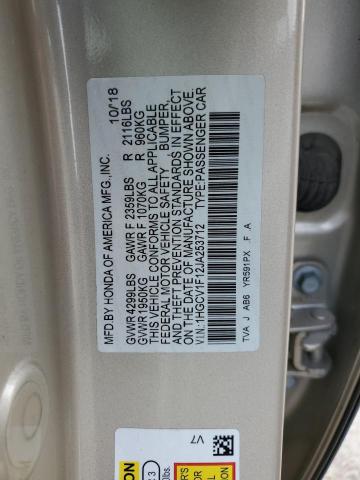 MFD BY HONDA OF AMERICA MFG.,INC. 10/18
GVWR 4299LBS GAWR F 2359LBS R 2116LBS
GVWR 1950KG GAWR F 1070KG R 960KG
THIS VEHICLE CONFORMS TO ALL APPLICABLE
FEDERAL MOTOR VEHICLE SAFETY , BUMPER,
AND THEFT PREVENTION STANDARDS IN EFFECT
ON THE DATE OF MANUFACTURE SHOWN ABOVE.
V.I.N.:1HGCV1F12JA253712 TYPE:PASSENGER CAR
TVA J AB6 YR591PX F A
V7